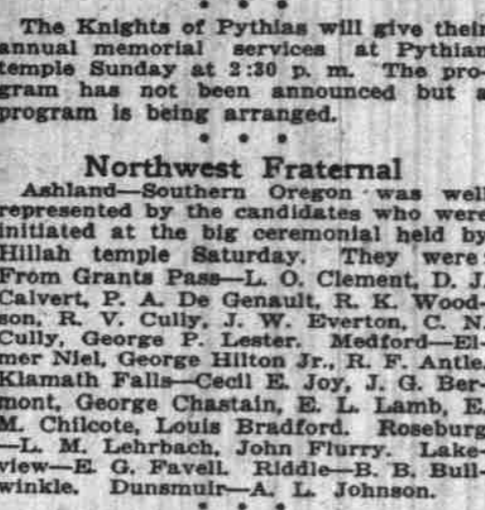 The Knights of Pythias will give their
annual memorial services at Pythian
temple Sunday at 2:30 p. m. The pro-
gram has not been announced but a
program is being arranged.
• • •
Northwest Fraternal
Ashland—Southern Oregon was well
represented by the candidates who were
initiated at the big ceremonial held by
Hillah temple Saturday. They were:
From Grants Pass—L. O. Clement, D. J.
Calvert, P. A. De Genault, R. K. Wood-
son, R. V. Cully, J. W. Everton, C. N.
Cully, George P. Lester. Medford—El-
mer Niel, George Hilton Jr., R. F. Antle.
Klamath Falls—Cecil E. Joy, J. G. Ber-
mont, George Chastain, E. L. Lamb, E.
M. Chilcote, Louis Bradford. Roseburg
—L. M. Lehrbach, John Flurry. Lake-
view—E. G. Favell. Riddle—B. B. Bull-
winkle. Dunsmuir—A. L. Johnson.
• • •